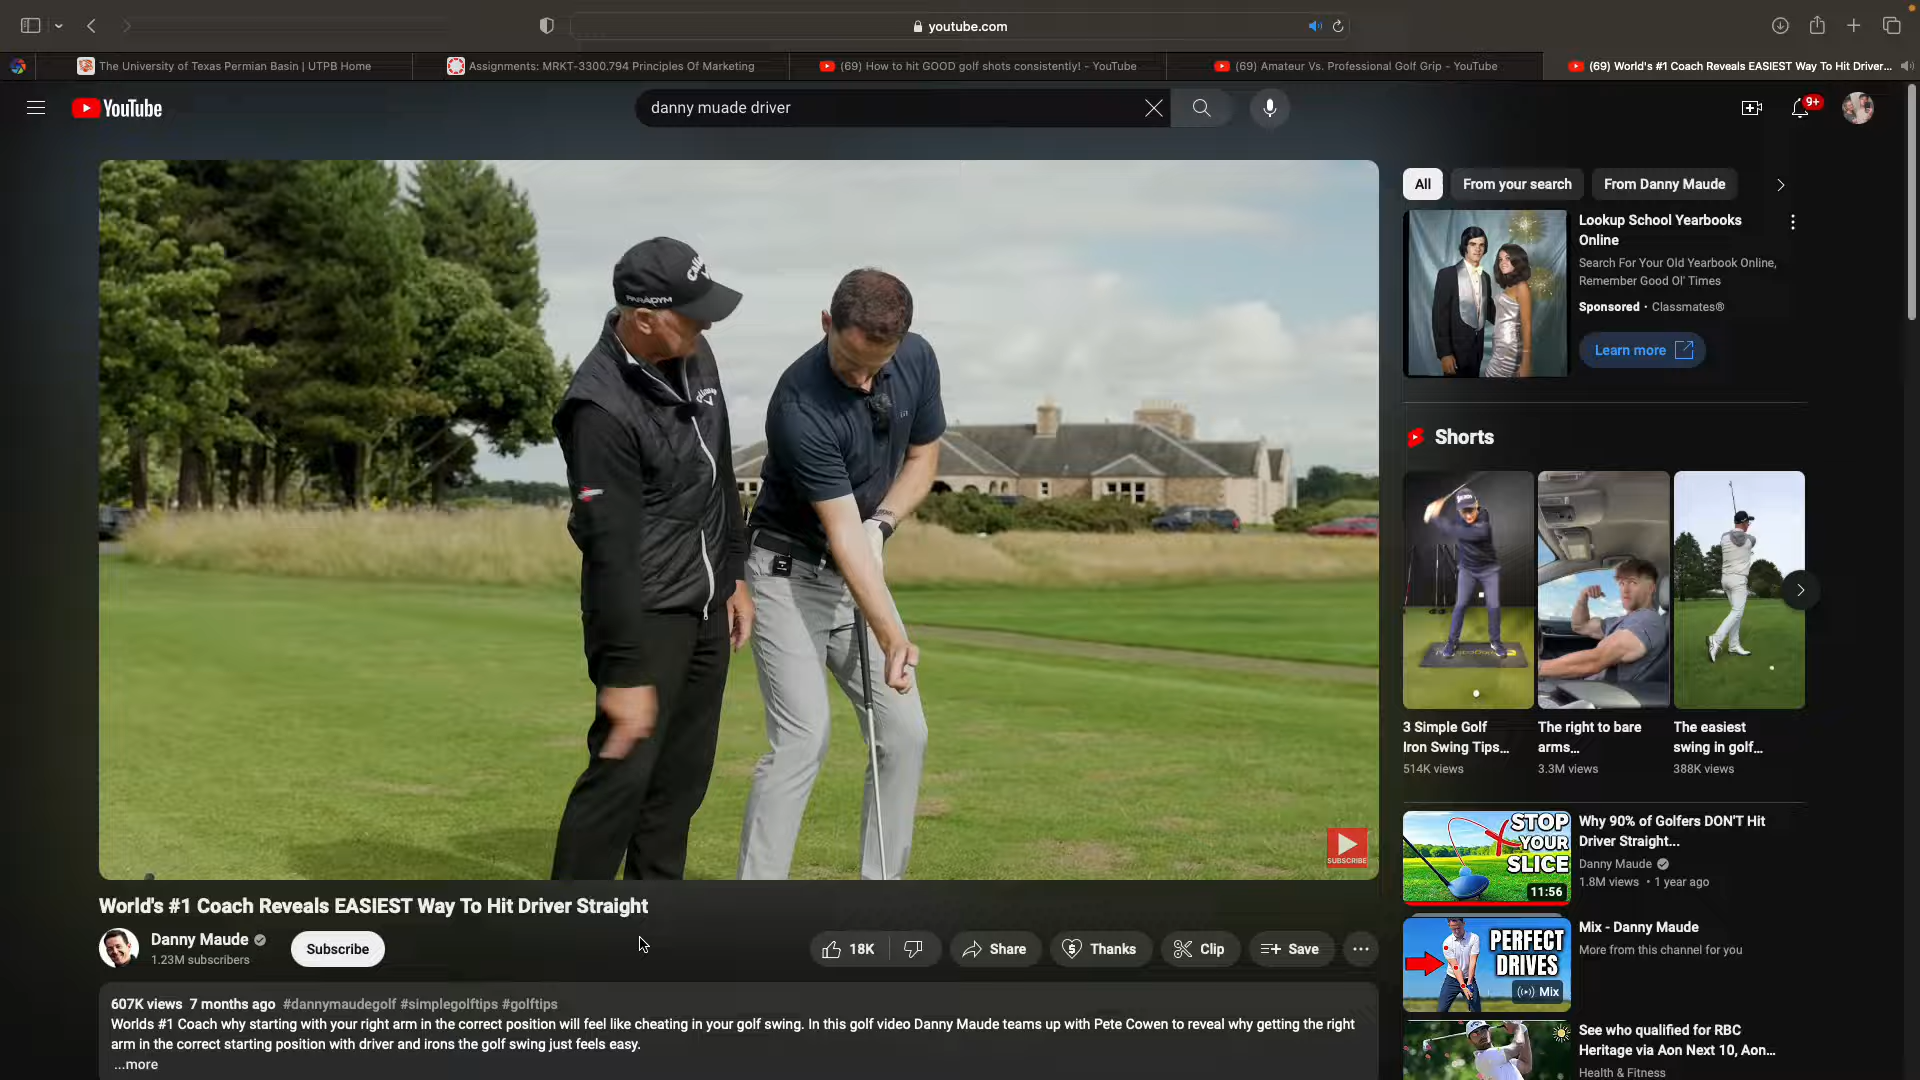 youtube.com
The University of Texas Permian Basin | UTPB Home
Assignments: MRKT-3300.794 Principles Of Marketing
(69) How to hit GOOD golf shots consistently! - YouTube
(69) Amateur Vs. Professional Golf Grip - YouTube
(69) World's #1 Coach Reveals EASIEST Way To Hit Driver...
YouTube
danny muade driver
9+
Callaway
PARADYM
Callaway
SUBSCRIBE
World's #1 Coach Reveals EASIEST Way To Hit Driver Straight
Danny Maude
1.23M subscribers
Subscribe
18K
Share
Thanks
Clip
Save
607K views 7 months ago #dannymaudegolf #simplegolftips #golftips
Worlds #1 Coach why starting with your right arm in the correct position will feel like cheating in your golf swing. In this golf video Danny Maude teams up with Pete Cowen to reveal why getting the right
arm in the correct starting position with driver and irons the golf swing just feels easy.
...more
All
From your search
From Danny Maude
Lookup School Yearbooks
Online
Search For Your Old Yearbook Online,
Remember Good Ol' Times
Sponsored · Classmates®
Learn more
Shorts
3 Simple Golf
Iron Swing Tips...
514K views
The right to bare
arms...
3.3M views
The easiest
swing in golf...
388K views
STOP
YOUR
SLICE
11:56
Why 90% of Golfers DON'T Hit
Driver Straight...
Danny Maude
1.8M views • 1 year ago
PERFECT
DRIVES
Mix
Mix - Danny Maude
More from this channel for you
See who qualified for RBC
Heritage via Aon Next 10, Aon...
Health & Fitness